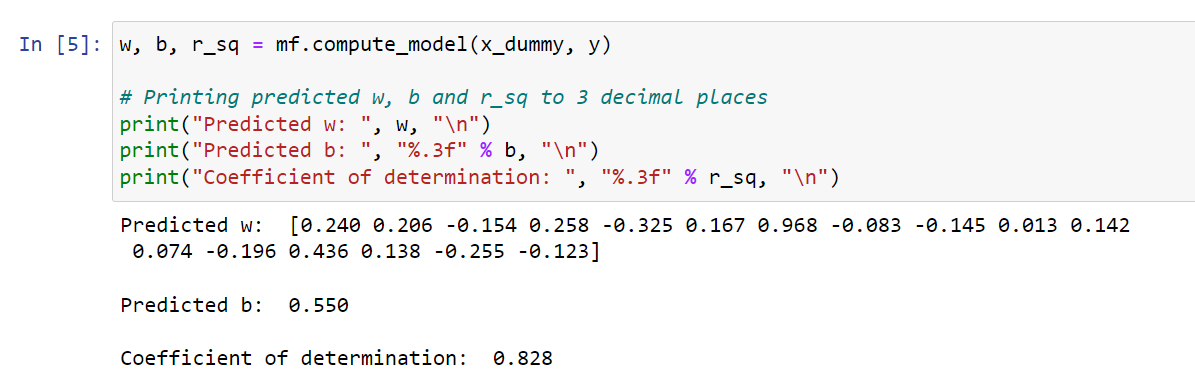 In [5]: w, b, r_sq = mf.compute_model(x_dummy, y)
# Printing predicted w, b and r_sq to 3 decimal places
print("Predicted w: ", w, "\n")
print("Predicted b: ", "%.3f" % b, "\n")
print("Coefficient of determination: ", "%.3f" % r_sq, "\n")
Predicted w:  [0.240 0.206 -0.154 0.258 -0.325 0.167 0.968 -0.083 -0.145 0.013 0.142
 0.074 -0.196 0.436 0.138 -0.255 -0.123]
Predicted b:  0.550
Coefficient of determination:  0.828